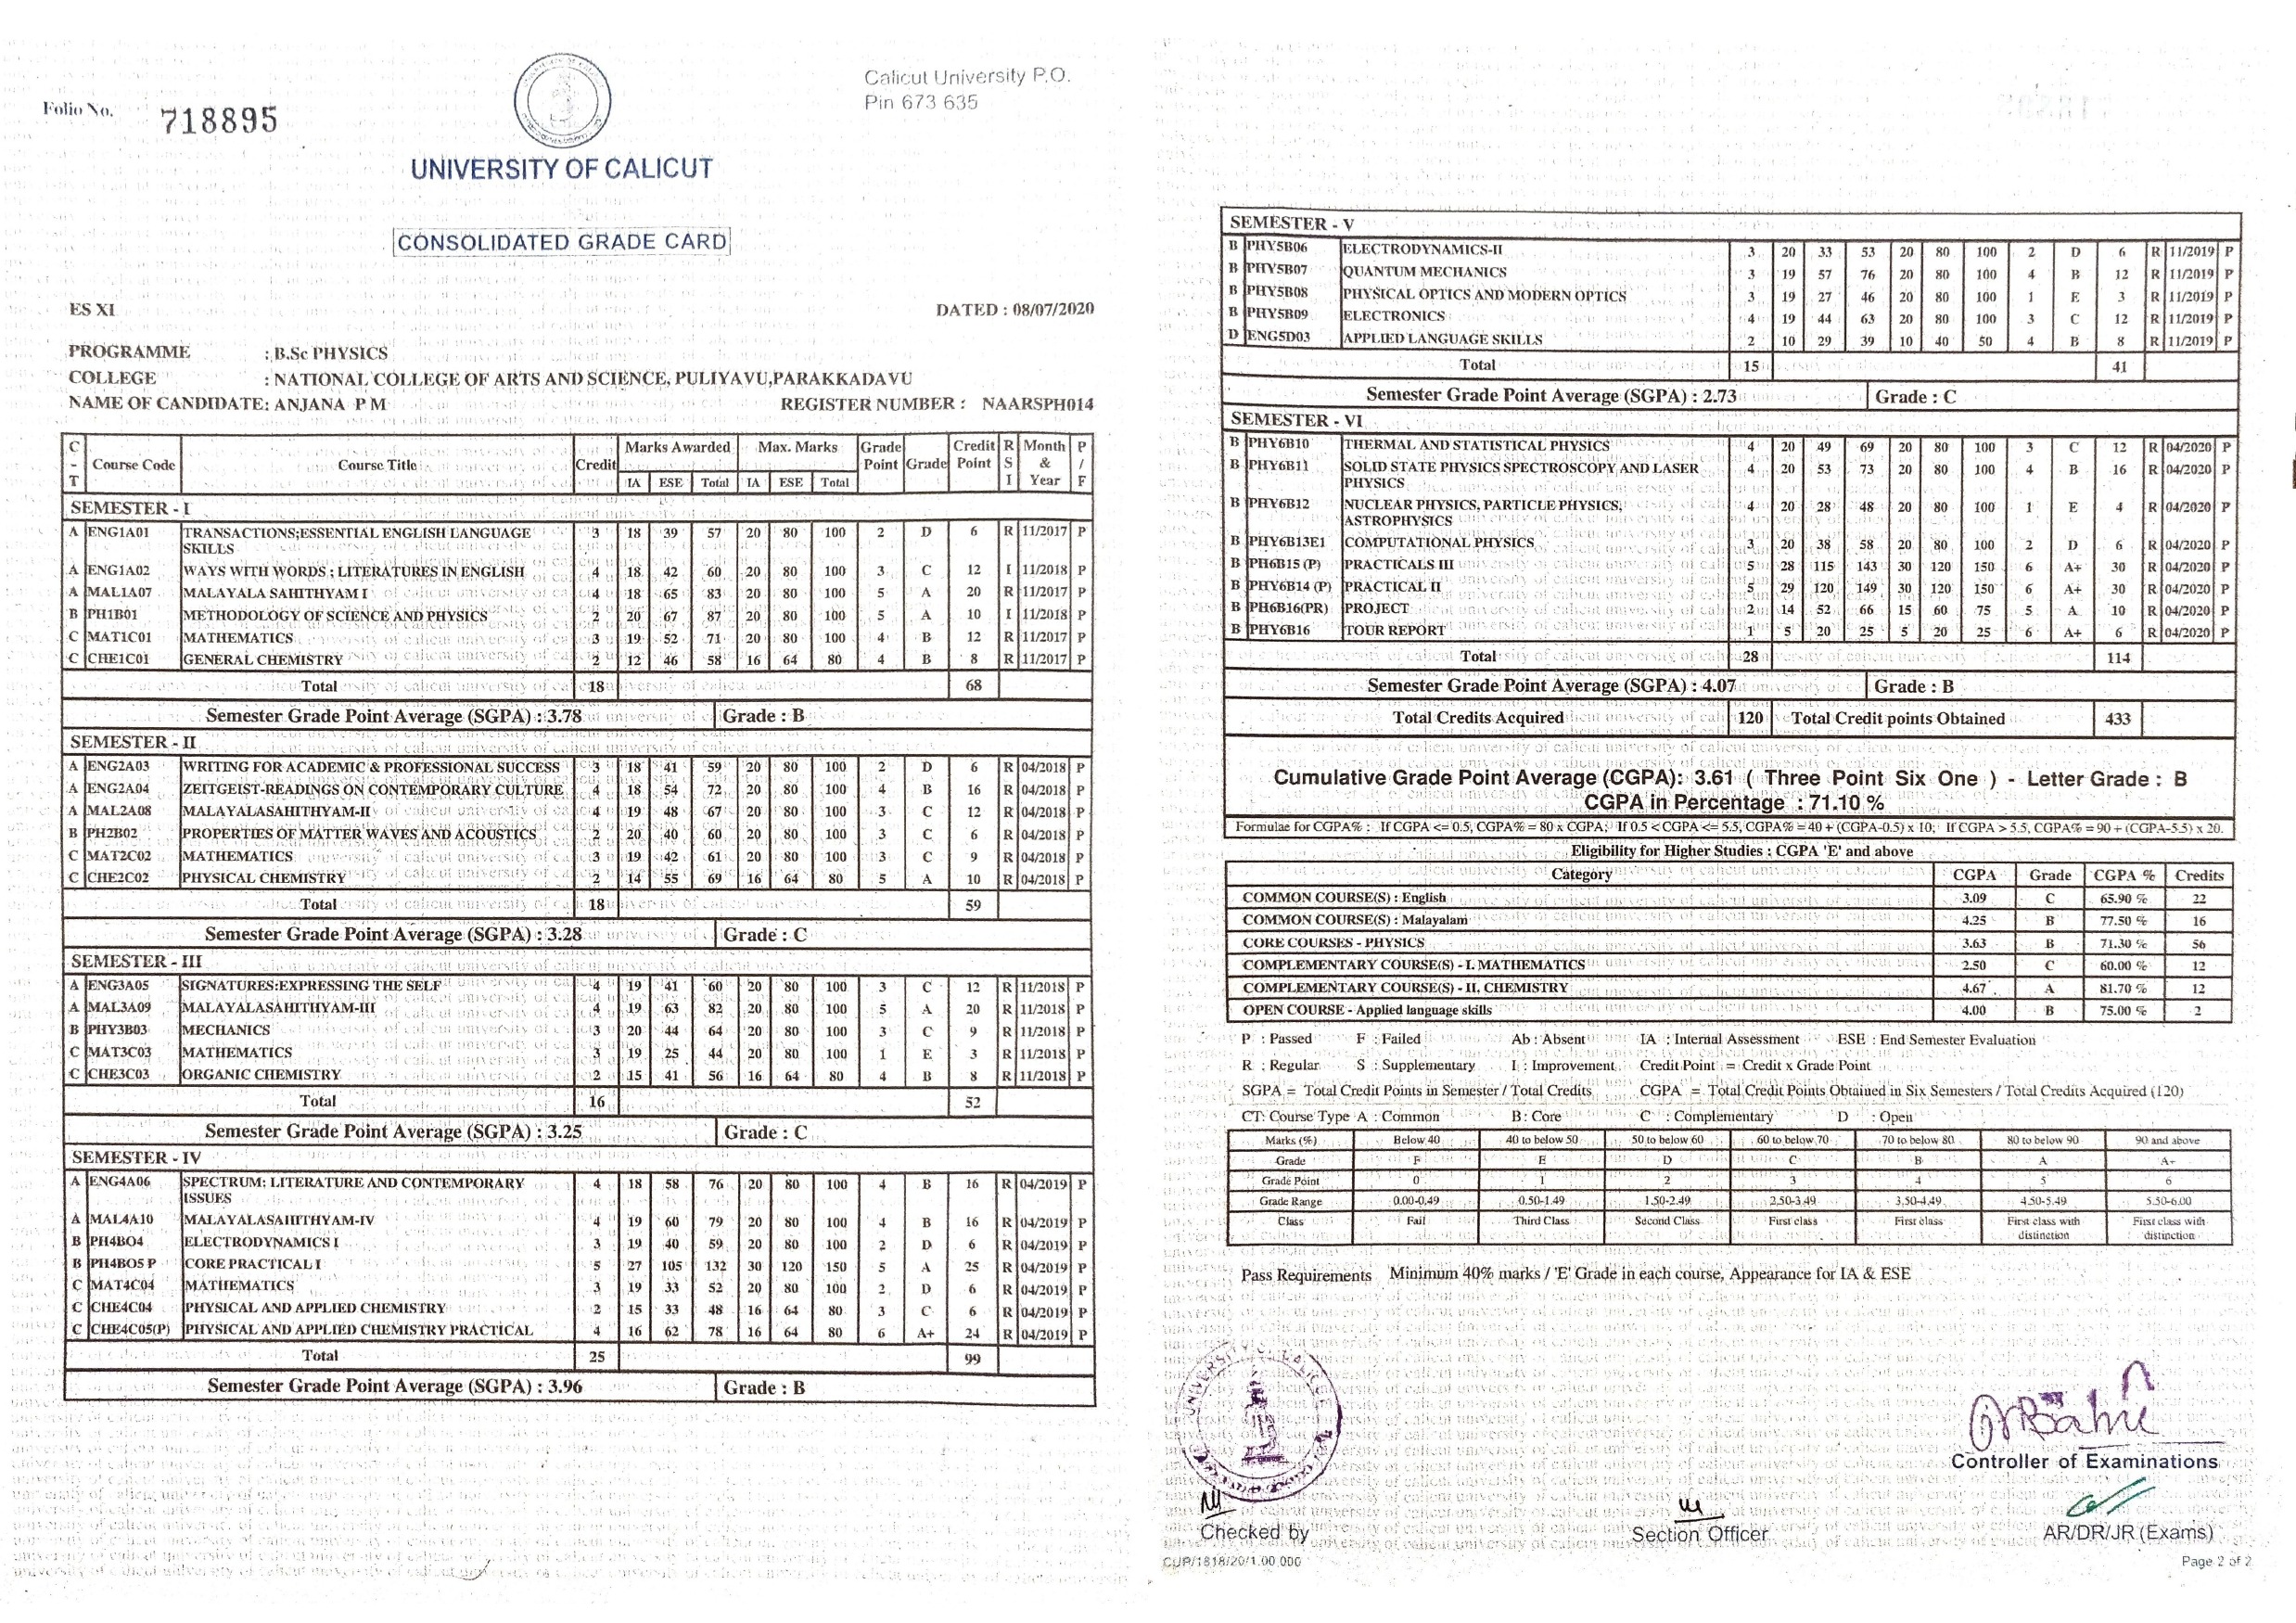 Folio No. 718895
Calicut University P.O.
Pin 673 635
UNIVERSITY OF CALICUT
CONSOLIDATED GRADE CARD
ES XI DATED : 08/07/2020
PROGRAMME : B.Sc PHYSICS
COLLEGE : NATIONAL COLLEGE OF ARTS AND SCIENCE, PULIYAVU,PARAKKADAVU
NAME OF CANDIDATE: ANJANA P M REGISTER NUMBER : NAARSPH014
C-T Course Code Course Title Credit Marks Awarded Max. Marks Grade Point Grade Credit Point R S I Month & Year P / F
IA ESE Total IA ESE Total
SEMESTER - I
A ENG1A01 TRANSACTIONS;ESSENTIAL ENGLISH LANGUAGE SKILLS 3 18 39 57 20 80 100 2 D 6 R 11/2017 P
A ENG1A02 WAYS WITH WORDS ; LITERATURES IN ENGLISH 4 18 42 60 20 80 100 3 C 12 I 11/2018 P
A MAL1A07 MALAYALA SAHITHYAM I 4 18 65 83 20 80 100 5 A 20 R 11/2017 P
B PH1B01 METHODOLOGY OF SCIENCE AND PHYSICS 2 20 67 87 20 80 100 5 A 10 I 11/2018 P
C MAT1C01 MATHEMATICS 3 19 52 71 20 80 100 4 B 12 R 11/2017 P
C CHE1C01 GENERAL CHEMISTRY 2 12 46 58 16 64 80 4 B 8 R 11/2017 P
Total 18 68
Semester Grade Point Average (SGPA) : 3.78 Grade : B
SEMESTER - II
A ENG2A03 WRITING FOR ACADEMIC & PROFESSIONAL SUCCESS 3 18 41 59 20 80 100 2 D 6 R 04/2018 P
A ENG2A04 ZEITGEIST-READINGS ON CONTEMPORARY CULTURE 4 18 54 72 20 80 100 4 B 16 R 04/2018 P
A MAL2A08 MALAYALASAHITHYAM-II 4 19 48 67 20 80 100 3 C 12 R 04/2018 P
B PH2B02 PROPERTIES OF MATTER WAVES AND ACOUSTICS 2 20 40 60 20 80 100 3 C 6 R 04/2018 P
C MAT2C02 MATHEMATICS 3 19 42 61 20 80 100 3 C 9 R 04/2018 P
C CHE2C02 PHYSICAL CHEMISTRY 2 14 55 69 16 64 80 5 A 10 R 04/2018 P
Total 18 59
Semester Grade Point Average (SGPA) : 3.28 Grade : C
SEMESTER - III
A ENG3A05 SIGNATURES:EXPRESSING THE SELF 4 19 41 60 20 80 100 3 C 12 R 11/2018 P
A MAL3A09 MALAYALASAHITHYAM-III 4 19 63 82 20 80 100 5 A 20 R 11/2018 P
B PHY3B03 MECHANICS 3 20 44 64 20 80 100 3 C 9 R 11/2018 P
C MAT3C03 MATHEMATICS 3 19 25 44 20 80 100 1 E 3 R 11/2018 P
C CHE3C03 ORGANIC CHEMISTRY 2 15 41 56 16 64 80 4 B 8 R 11/2018 P
Total 16 52
Semester Grade Point Average (SGPA) : 3.25 Grade : C
SEMESTER - IV
A ENG4A06 SPECTRUM: LITERATURE AND CONTEMPORARY ISSUES 4 18 58 76 20 80 100 4 B 16 R 04/2019 P
A MAL4A10 MALAYALASAHITHYAM-IV 4 19 60 79 20 80 100 4 B 16 R 04/2019 P
B PH4BO4 ELECTRODYNAMICS I 3 19 40 59 20 80 100 2 D 6 R 04/2019 P
B PH4BO5 P CORE PRACTICAL I 5 27 105 132 30 120 150 5 A 25 R 04/2019 P
C MAT4C04 MATHEMATICS 3 19 33 52 20 80 100 2 D 6 R 04/2019 P
C CHE4C04 PHYSICAL AND APPLIED CHEMISTRY 2 15 33 48 16 64 80 3 C 6 R 04/2019 P
C CHE4C05(P) PHYSICAL AND APPLIED CHEMISTRY PRACTICAL 4 16 62 78 16 64 80 6 A+ 24 R 04/2019 P
Total 25 99
Semester Grade Point Average (SGPA) : 3.96 Grade : B
SEMESTER - V
B PHY5B06 ELECTRODYNAMICS-II 3 20 33 53 20 80 100 2 D 6 R 11/2019 P
B PHY5B07 QUANTUM MECHANICS 3 19 57 76 20 80 100 4 B 12 R 11/2019 P
B PHY5B08 PHYSICAL OPTICS AND MODERN OPTICS 3 19 27 46 20 80 100 1 E 3 R 11/2019 P
B PHY5B09 ELECTRONICS 4 19 44 63 20 80 100 3 C 12 R 11/2019 P
D ENG5D03 APPLIED LANGUAGE SKILLS 2 10 29 39 10 40 50 4 B 8 R 11/2019 P
Total 15 41
Semester Grade Point Average (SGPA) : 2.73 Grade : C
SEMESTER - VI
B PHY6B10 THERMAL AND STATISTICAL PHYSICS 4 20 49 69 20 80 100 3 C 12 R 04/2020 P
B PHY6B11 SOLID STATE PHYSICS SPECTROSCOPY AND LASER PHYSICS 4 20 53 73 20 80 100 4 B 16 R 04/2020 P
B PHY6B12 NUCLEAR PHYSICS, PARTICLE PHYSICS, ASTROPHYSICS 4 20 28 48 20 80 100 1 E 4 R 04/2020 P
B PHY6B13E1 COMPUTATIONAL PHYSICS 3 20 38 58 20 80 100 2 D 6 R 04/2020 P
B PH6B15 (P) PRACTICALS III 5 28 115 143 30 120 150 6 A+ 30 R 04/2020 P
B PHY6B14 (P) PRACTICAL II 5 29 120 149 30 120 150 6 A+ 30 R 04/2020 P
B PH6B16(PR) PROJECT 2 14 52 66 15 60 75 5 A 10 R 04/2020 P
B PHY6B16 TOUR REPORT 1 5 20 25 5 20 25 6 A+ 6 R 04/2020 P
Total 28 114
Semester Grade Point Average (SGPA) : 4.07 Grade : B
Total Credits Acquired 120 Total Credit points Obtained 433
Cumulative Grade Point Average (CGPA): 3.61 ( Three Point Six One ) - Letter Grade : B
CGPA in Percentage : 71.10 %
Formulae for CGPA% : If CGPA <= 0.5, CGPA% = 80 x CGPA; If 0.5 < CGPA <= 5.5, CGPA% = 40 + (CGPA-0.5) x 10; If CGPA > 5.5, CGPA% = 90 + (CGPA-5.5) x 20.
Eligibility for Higher Studies : CGPA 'E' and above
Category CGPA Grade CGPA % Credits
COMMON COURSE(S) : English 3.09 C 65.90 % 22
COMMON COURSE(S) : Malayalam 4.25 B 77.50 % 16
CORE COURSES - PHYSICS 3.63 B 71.30 % 56
COMPLEMENTARY COURSE(S) - I. MATHEMATICS 2.50 C 60.00 % 12
COMPLEMENTARY COURSE(S) - II. CHEMISTRY 4.67 A 81.70 % 12
OPEN COURSE - Applied language skills 4.00 B 75.00 % 2
P : Passed F : Failed Ab : Absent IA : Internal Assessment ESE : End Semester Evaluation
R : Regular S : Supplementary I : Improvement Credit Point = Credit x Grade Point
SGPA = Total Credit Points in Semester / Total Credits CGPA = Total Credit Points Obtained in Six Semesters / Total Credits Acquired (120)
CT: Course Type A : Common B : Core C : Complementary D : Open
Marks (%) Below 40 40 to below 50 50 to below 60 60 to below 70 70 to below 80 80 to below 90 90 and above
Grade F E D C B A A+
Grade Point 0 1 2 3 4 5 6
Grade Range 0.00-0.49 0.50-1.49 1.50-2.49 2.50-3.49 3.50-4.49 4.50-5.49 5.50-6.00
Class Fail Third Class Second Class First class First class First class with distinction First class with distinction
Pass Requirements Minimum 40% marks / 'E' Grade in each course, Appearance for IA & ESE
UNIVERSITY OF CALICUT
Controller of Examinations
Checked by Section Officer AR/DR/JR (Exams)
CUP/1818/20/1,00,000 Page 2 of 2